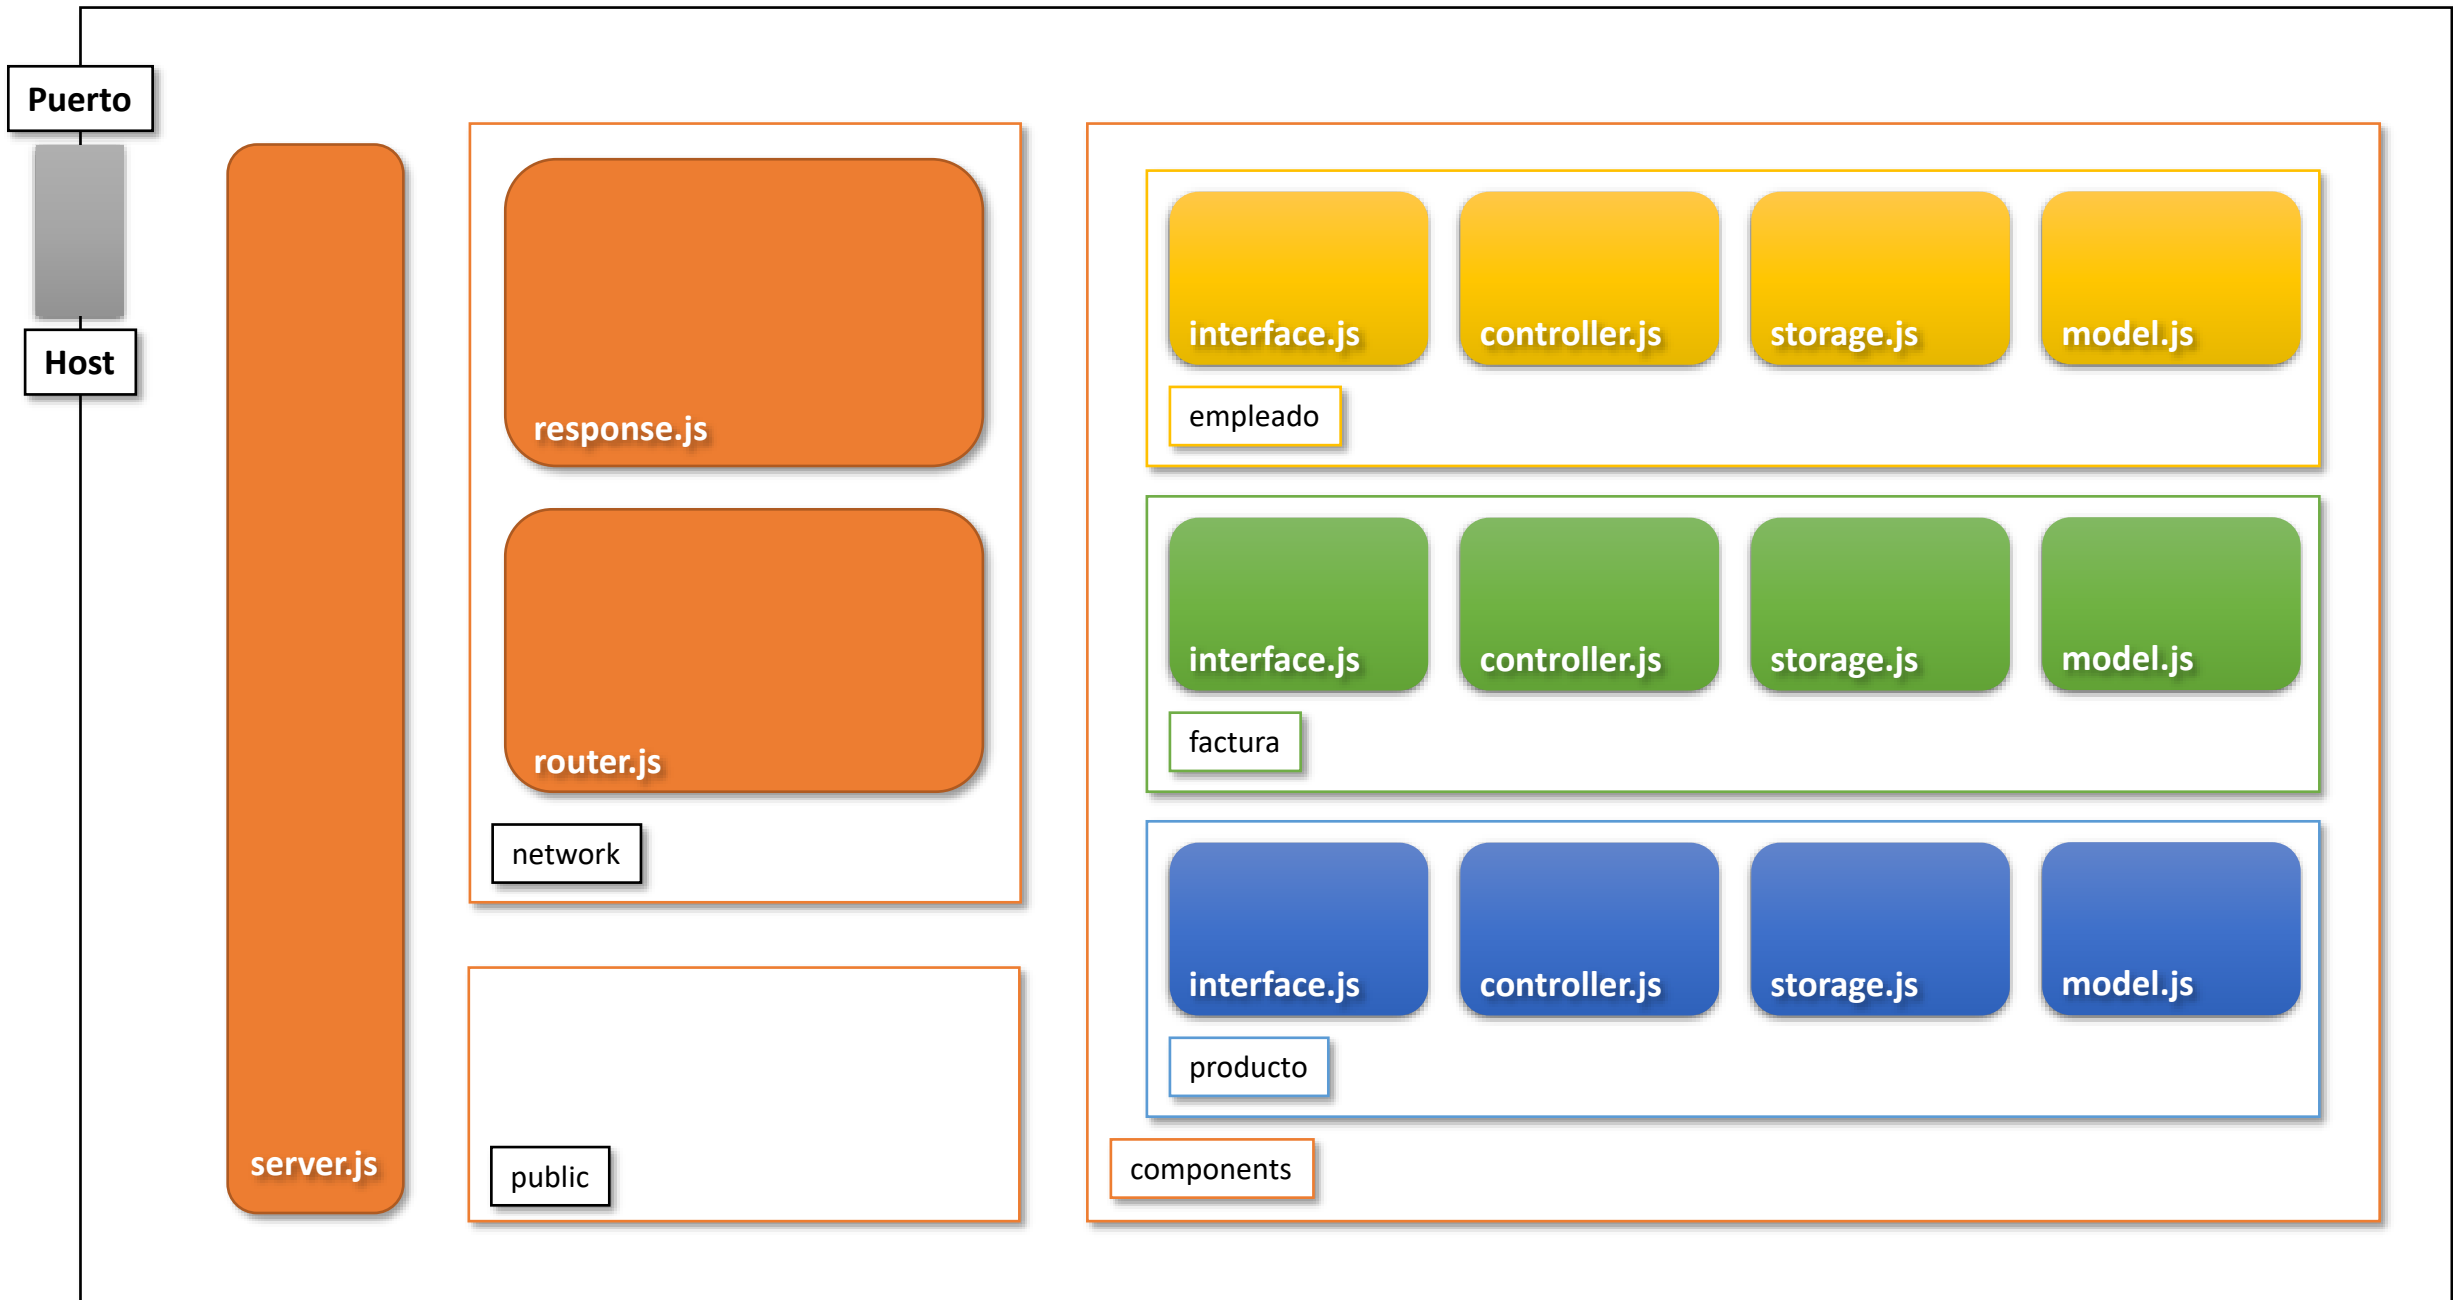 Puerto
Host
server.js
response.js
router.js
network
public
interface.js
controller.js
storage.js
model.js
empleado
interface.js
controller.js
storage.js
model.js
factura
interface.js
controller.js
storage.js
model.js
producto
components